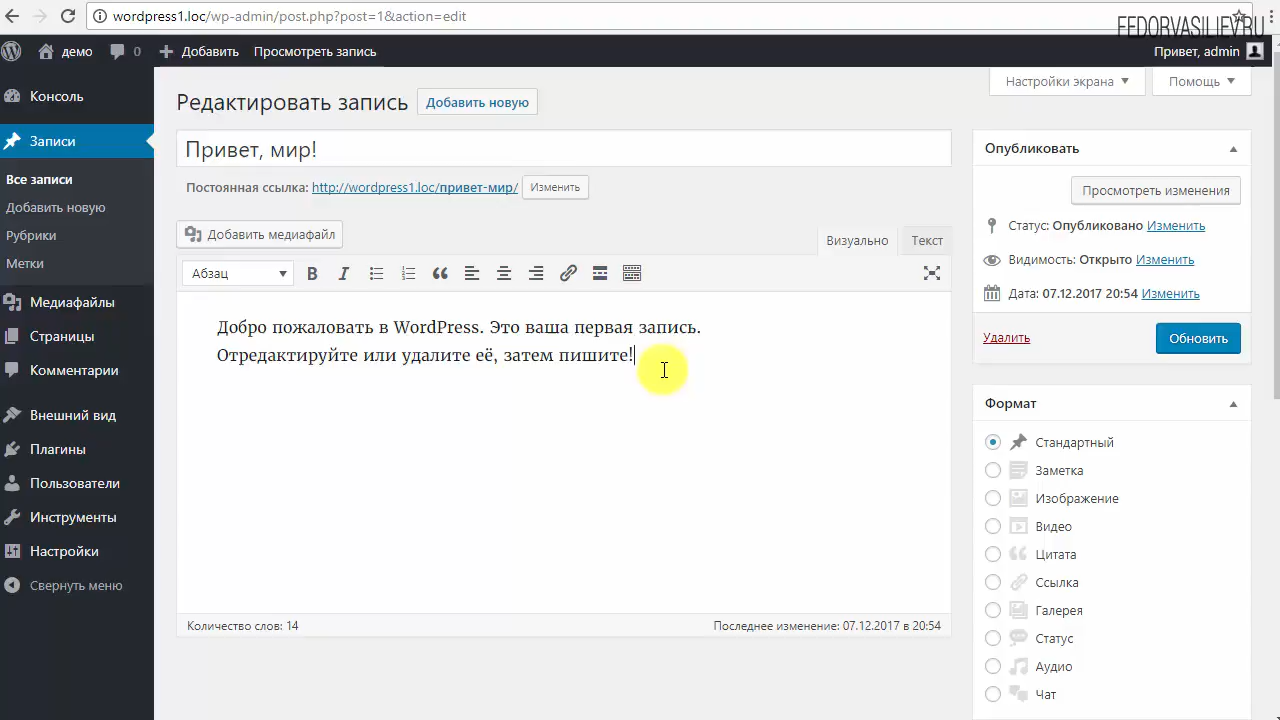 wordpress1.loc/wp-admin/post.php?post=1&action=edit
FEDORVASILIEV.RU
демо 0 Добавить Просмотреть запись Привет, admin
Настройки экрана Помощь
Консоль
Записи
Все записи
Добавить новую
Рубрики
Метки
Медиафайлы
Страницы
Комментарии
Внешний вид
Плагины
Пользователи
Инструменты
Настройки
Свернуть меню
Редактировать запись Добавить новую
Привет, мир!
Постоянная ссылка: http://wordpress1.loc/привет-мир/ Изменить
Добавить медиафайл
Визуально Текст
Абзац B I
Добро пожаловать в WordPress. Это ваша первая запись.
Отредактируйте или удалите её, затем пишите!
Количество слов: 14 Последнее изменение: 07.12.2017 в 20:54
Опубликовать
Просмотреть изменения
Статус: Опубликовано Изменить
Видимость: Открыто Изменить
Дата: 07.12.2017 20:54 Изменить
Удалить Обновить
Формат
Стандартный
Заметка
Изображение
Видео
Цитата
Ссылка
Галерея
Статус
Аудио
Чат